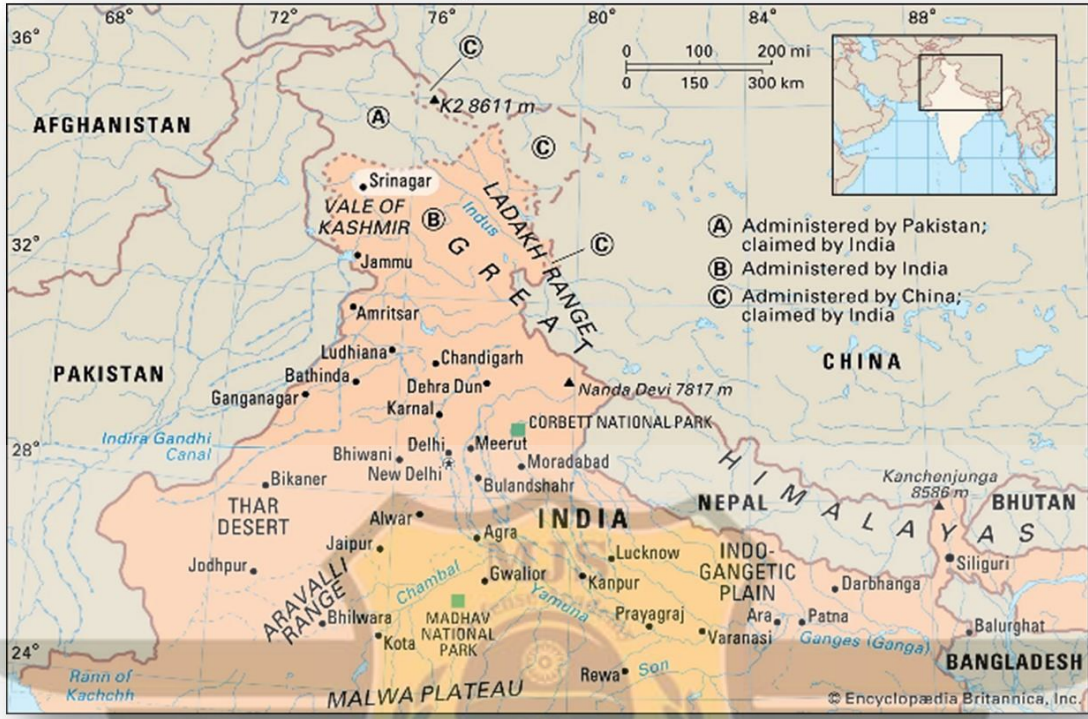 68°
72°
76°
80°
84°
88°
36°
32°
28°
24°
0 100 200 mi
0 150 300 km
C
K2 8611 m
A
C
AFGHANISTAN
Srinagar
VALE OF
KASHMIR
B
Indus
LADAKH RANGE
C
GREAT
Jammu
A Administered by Pakistan;
claimed by India
B Administered by India
C Administered by China;
claimed by India
Amritsar
Ludhiana
Chandigarh
CHINA
PAKISTAN
Bathinda
Dehra Dun
Nanda Devi 7817 m
Ganganagar
Karnal
CORBETT NATIONAL PARK
Indira Gandhi
Canal
Delhi
Meerut
Bhiwani
New Delhi
Moradabad
HIMALAYAS
Kanchenjunga
8586 m
Bikaner
Bulandshahr
THAR
DESERT
NEPAL
BHUTAN
Alwar
INDIA
Agra
MJS
Jaipur
Lucknow
INDO-
GANGETIC
PLAIN
Siliguri
Jodhpur
Chambal
Gwalior
Kanpur
Darbhanga
ARAVALLI
RANGE
Yamuna
Bhilwara
MADHAV
NATIONAL
PARK
Prayagraj
Ara
Patna
Balurghat
Kota
Varanasi
Ganges (Ganga)
BANGLADESH
Rann of
Kachchh
Rewa
Son
MALWA PLATEAU
© Encyclopædia Britannica, Inc.